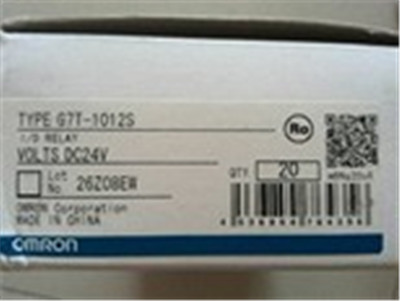 TYPE G7T-1012S
I/O RELAY
VOLTS DC24V
Lot No 26Z08EW
QTY. 20
OMRON Corporation
MADE IN CHINA
OMRON